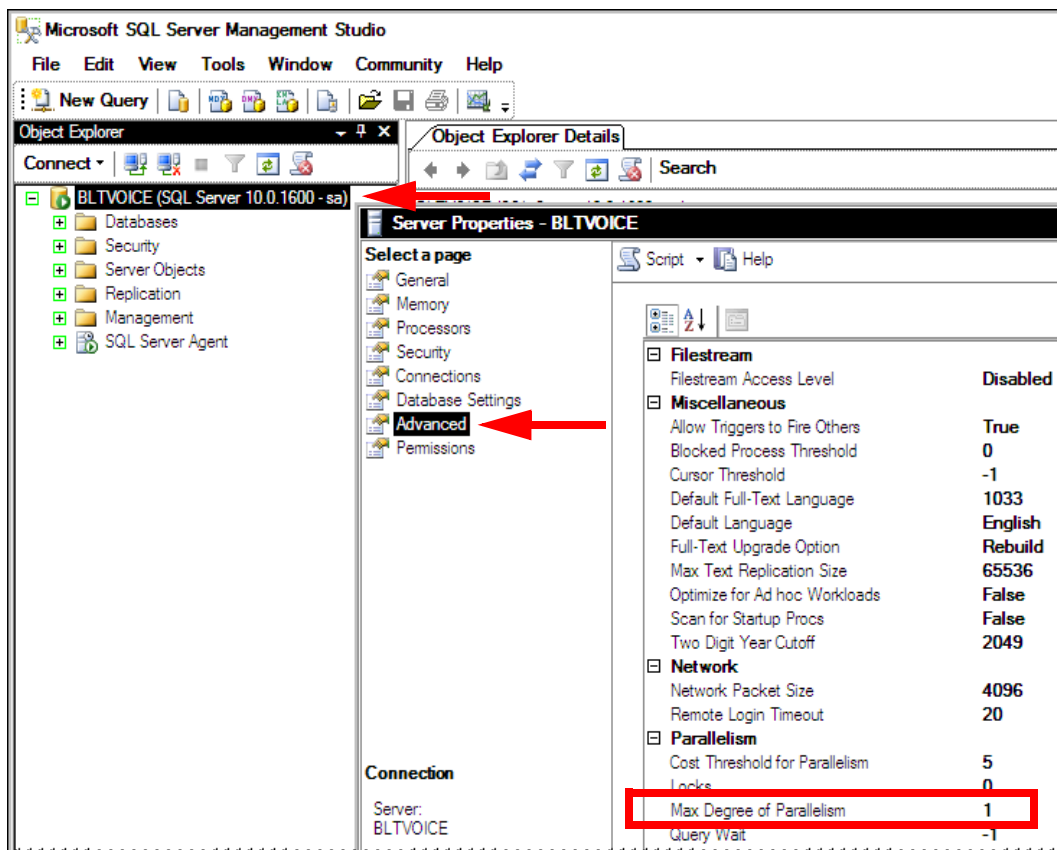 Microsoft SQL Server Management Studio
File Edit View Tools Window Community Help
New Query
Object Explorer
Object Explorer Details
Connect
Search
BLTVOICE (SQL Server 10.0.1600 - sa)
Databases
Security
Server Objects
Replication
Management
SQL Server Agent
Server Properties - BLTVOICE
Select a page
General
Memory
Processors
Security
Connections
Database Settings
Advanced
Permissions
Connection
Server:
BLTVOICE
Script Help
Filestream
Filestream Access Level Disabled
Miscellaneous
Allow Triggers to Fire Others True
Blocked Process Threshold 0
Cursor Threshold -1
Default Full-Text Language 1033
Default Language English
Full-Text Upgrade Option Rebuild
Max Text Replication Size 65536
Optimize for Ad hoc Workloads False
Scan for Startup Procs False
Two Digit Year Cutoff 2049
Network
Network Packet Size 4096
Remote Login Timeout 20
Parallelism
Cost Threshold for Parallelism 5
Locks 0
Max Degree of Parallelism 1
Query Wait -1